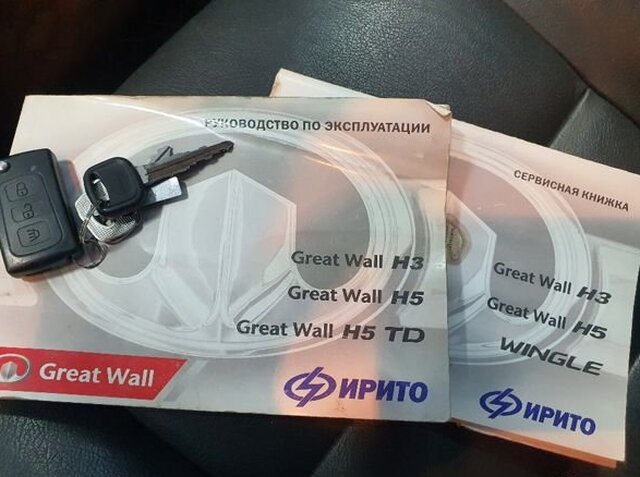 РУКОВОДСТВО ПО ЭКСПЛУАТАЦИИ
Great Wall H3
Great Wall H5
Great Wall H5 TD
Great Wall
ИРИТО
СЕРВИСНАЯ КНИЖКА
Great Wall H3
Great Wall H5
WINGLE
ИРИТО